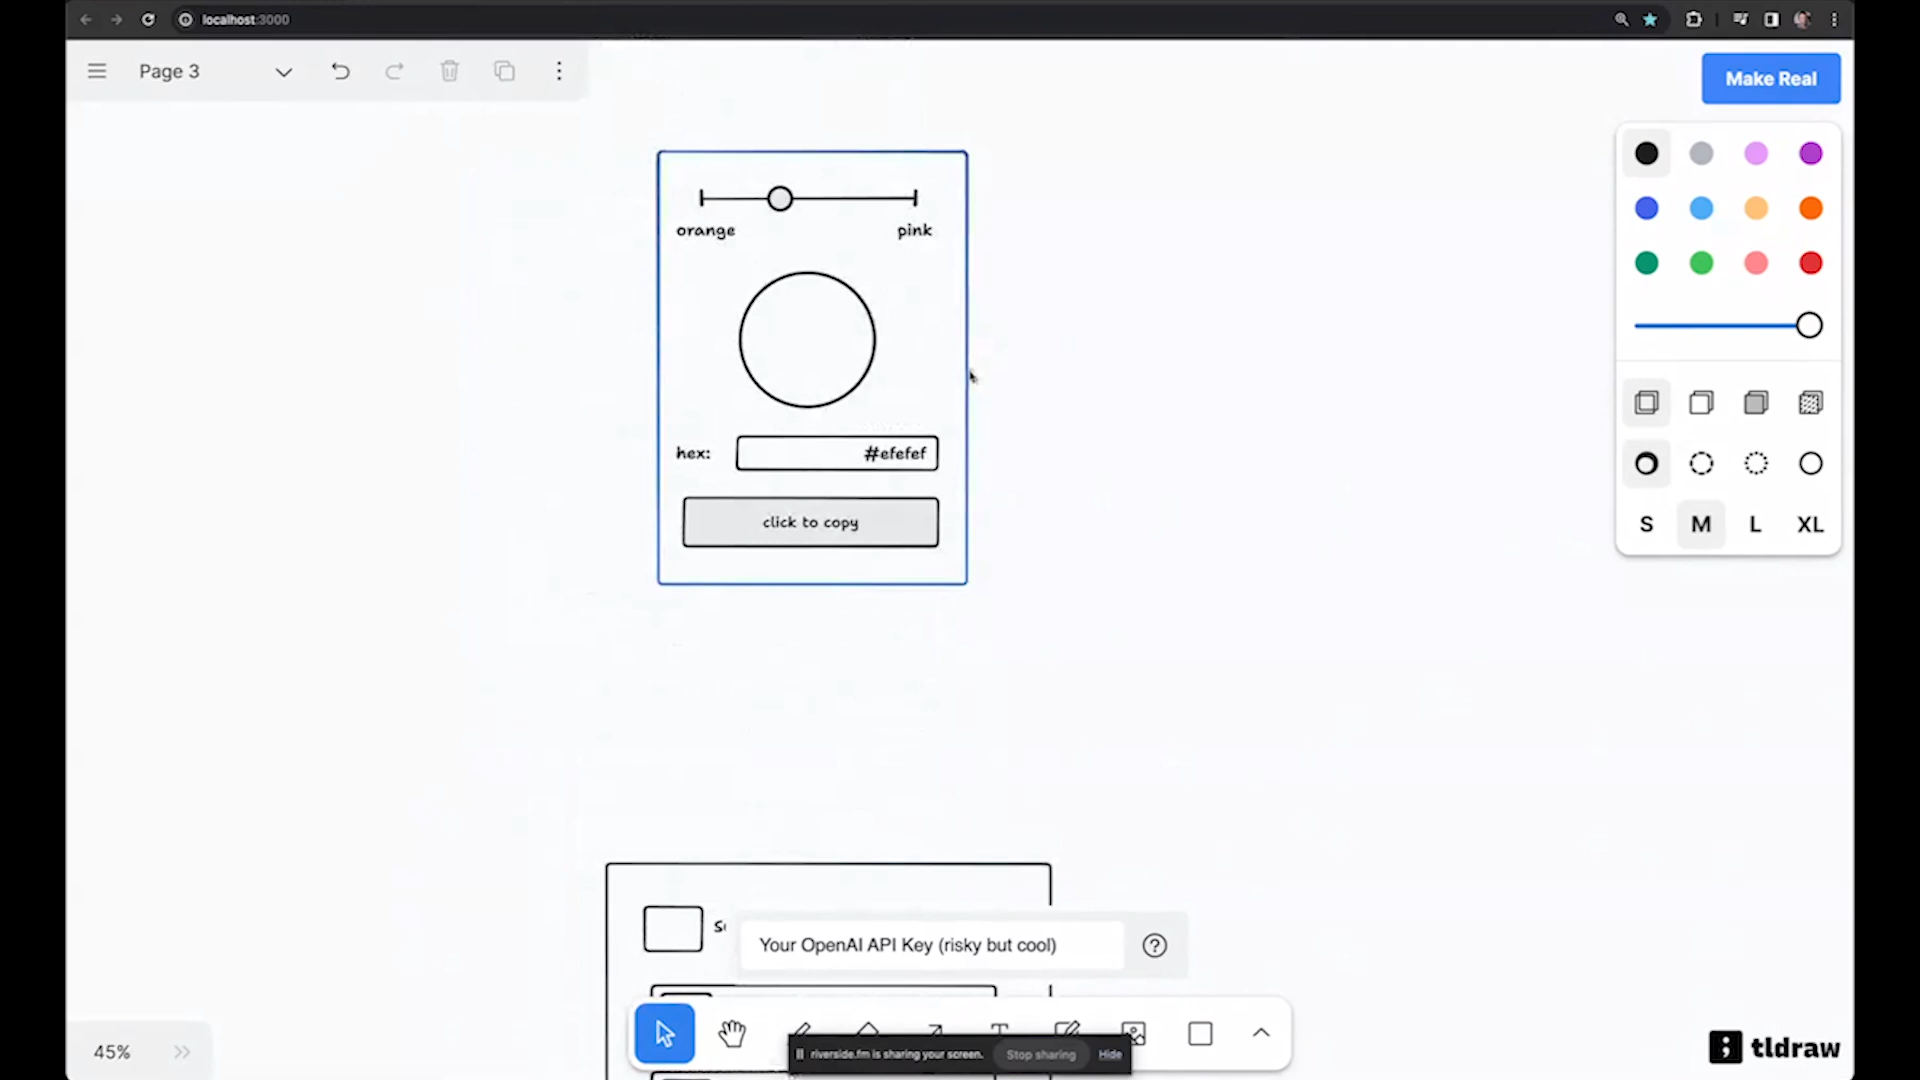 localhost:3000
Page 3
Make Real
orange
pink
hex:
#efefef
click to copy
S
M
L
XL
Your OpenAI API Key (risky but cool)
riverside.fm is sharing your screen.
Stop sharing
Hide
45%
tldraw